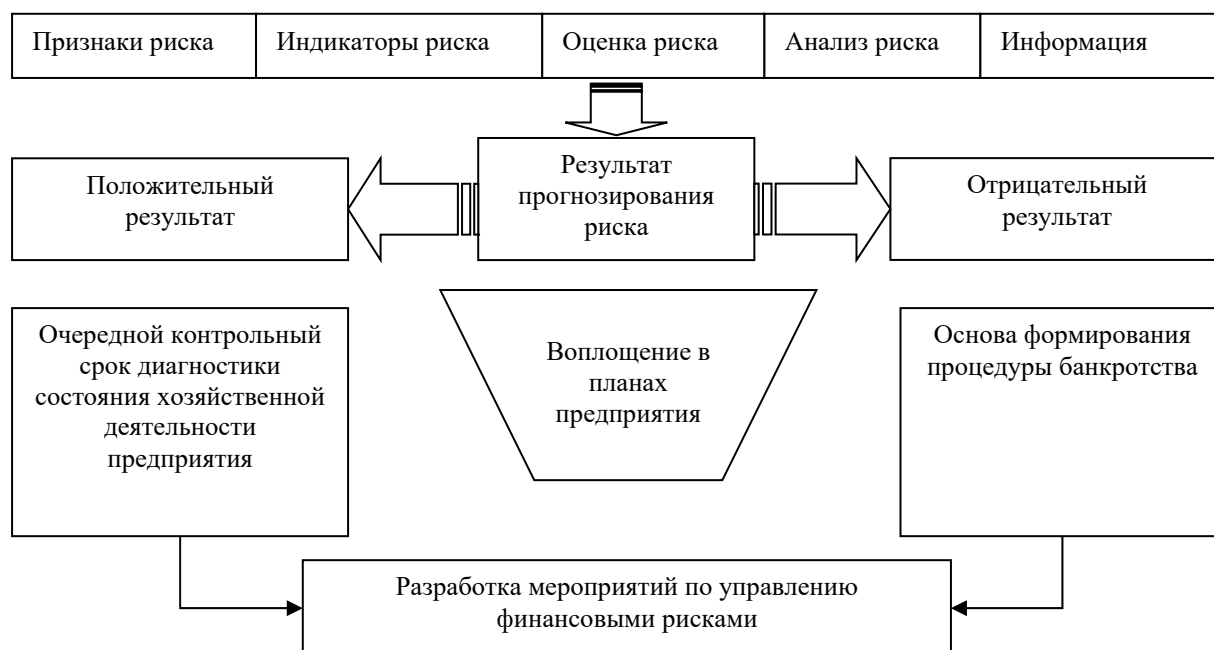 Признаки риска
Индикаторы риска
Оценка риска
Анализ риска
Информация
Положительный
результат
Результат
прогнозирования
риска
Отрицательный
результат
Очередной контрольный
срок диагностики
состояния хозяйственной
деятельности
предприятия
Воплощение в
планах
предприятия
Основа формирования
процедуры банкротства
Разработка мероприятий по управлению
финансовыми рисками